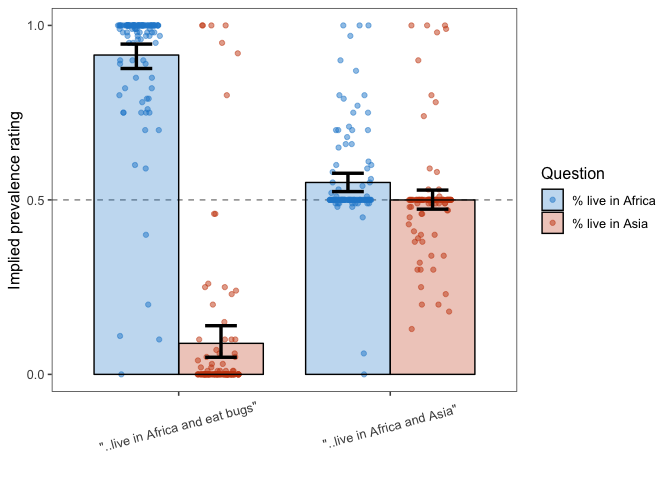 Implied prevalence rating
1.0
0.5
0.0
"..live in Africa and eat bugs"
"..live in Africa and Asia"
Question
% live in Africa
% live in Asia